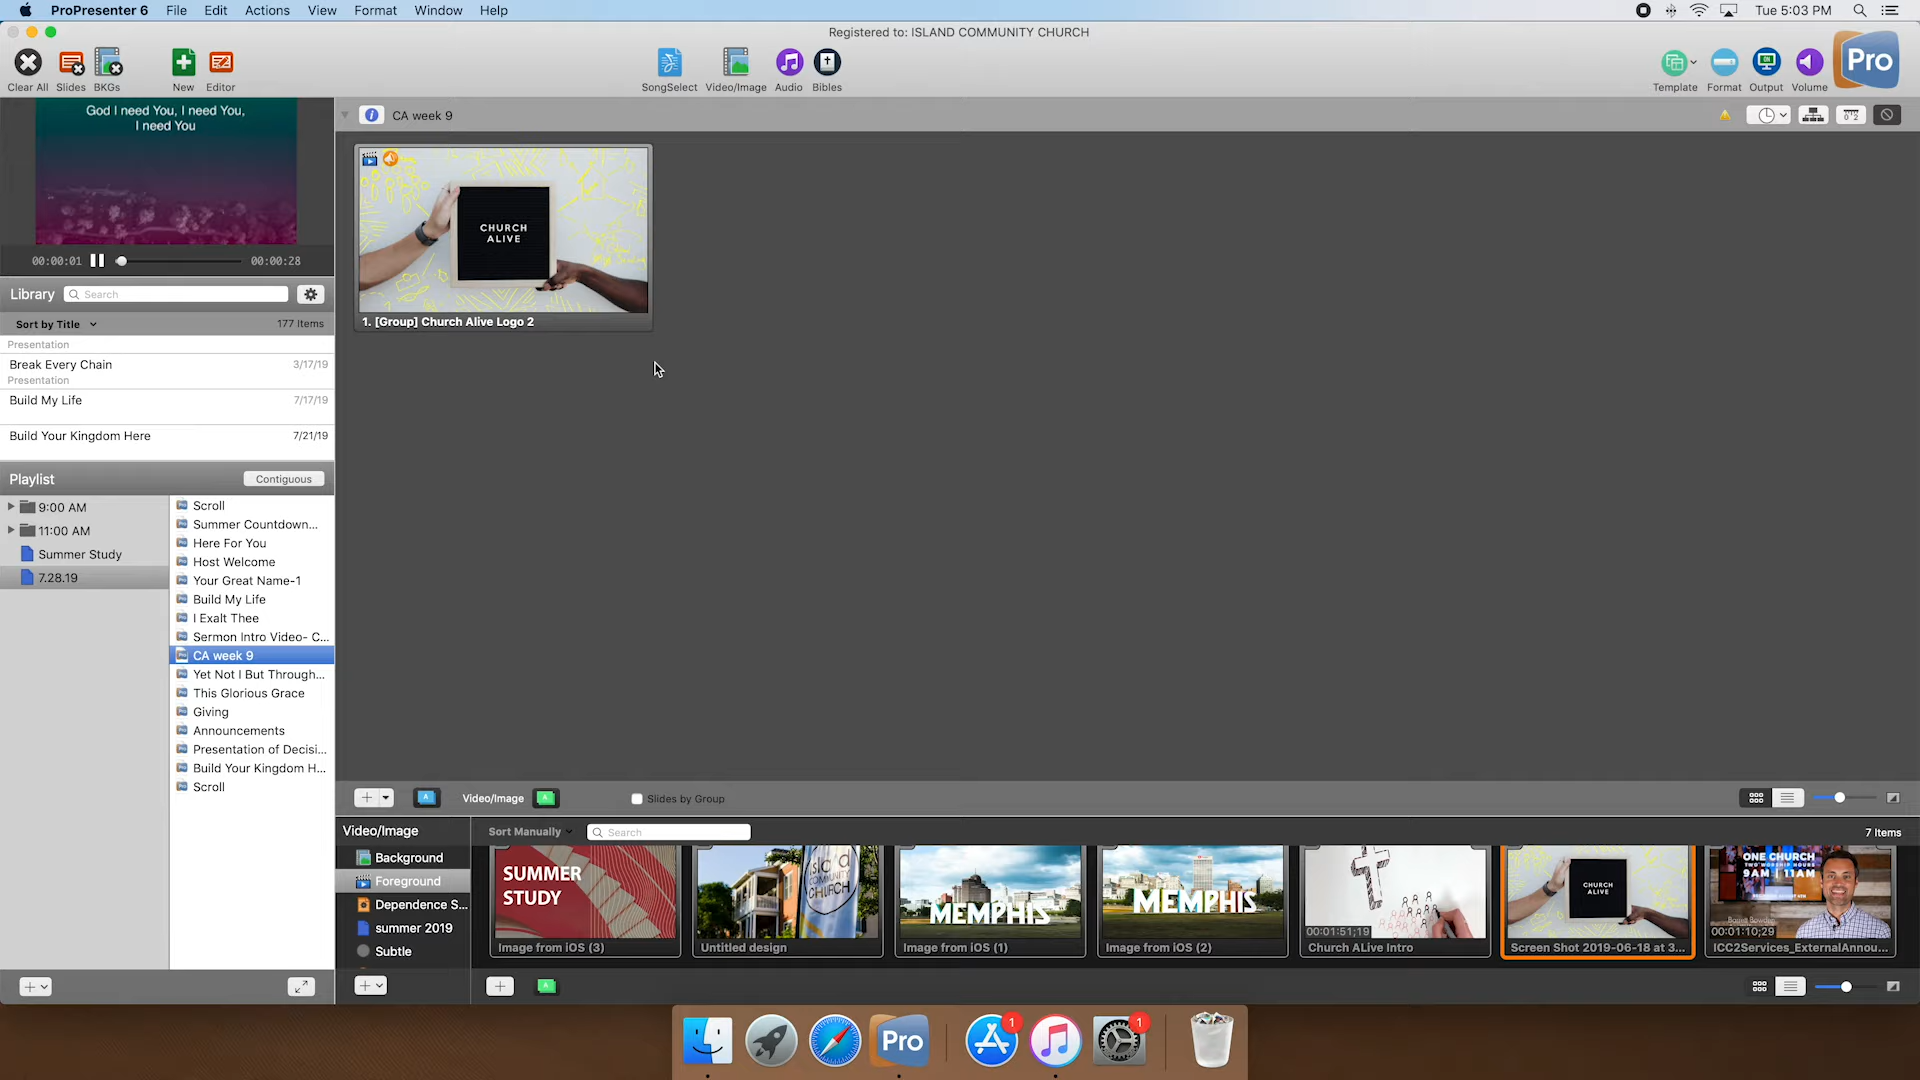 ProPresenter 6 File Edit Actions View Format Window Help
Tue 5:03 PM
Registered to: ISLAND COMMUNITY CHURCH
Clear All Slides BKGs New Editor
SongSelect Video/Image Audio Bibles
Template Format Output Volume
Pro
God I need You, I need You,
I need You
00:00:01 00:00:28
CA week 9
CHURCH
ALIVE
1. [Group] Church Alive Logo 2
Library Search
Sort by Title 177 Items
Presentation
Break Every Chain 3/17/19
Presentation
Build My Life 7/17/19
Build Your Kingdom Here 7/21/19
Playlist Contiguous
9:00 AM
11:00 AM
Summer Study
7.28.19
Scroll
Summer Countdown...
Here For You
Host Welcome
Your Great Name-1
Build My Life
I Exalt Thee
Sermon Intro Video- C...
CA week 9
Yet Not I But Through...
This Glorious Grace
Giving
Announcements
Presentation of Decisi...
Build Your Kingdom H...
Scroll
Video/Image Slides by Group
Video/Image
Sort Manually Search 7 Items
Background
Foreground
Dependence S...
summer 2019
Subtle
SUMMER
STUDY
Image from iOS (3)
island
COMMUNITY
CHURCH
Untitled design
MEMPHIS
Image from iOS (1)
MEMPHIS
Image from iOS (2)
00:01:51;19
Church ALive Intro
CHURCH
ALIVE
Screen Shot 2019-06-18 at 3...
ONE CHURCH
TWO WORSHIP HOURS
9AM | 11AM
00:01:10;29
ICC2Services_ExternalAnnou...
Pro
1
1